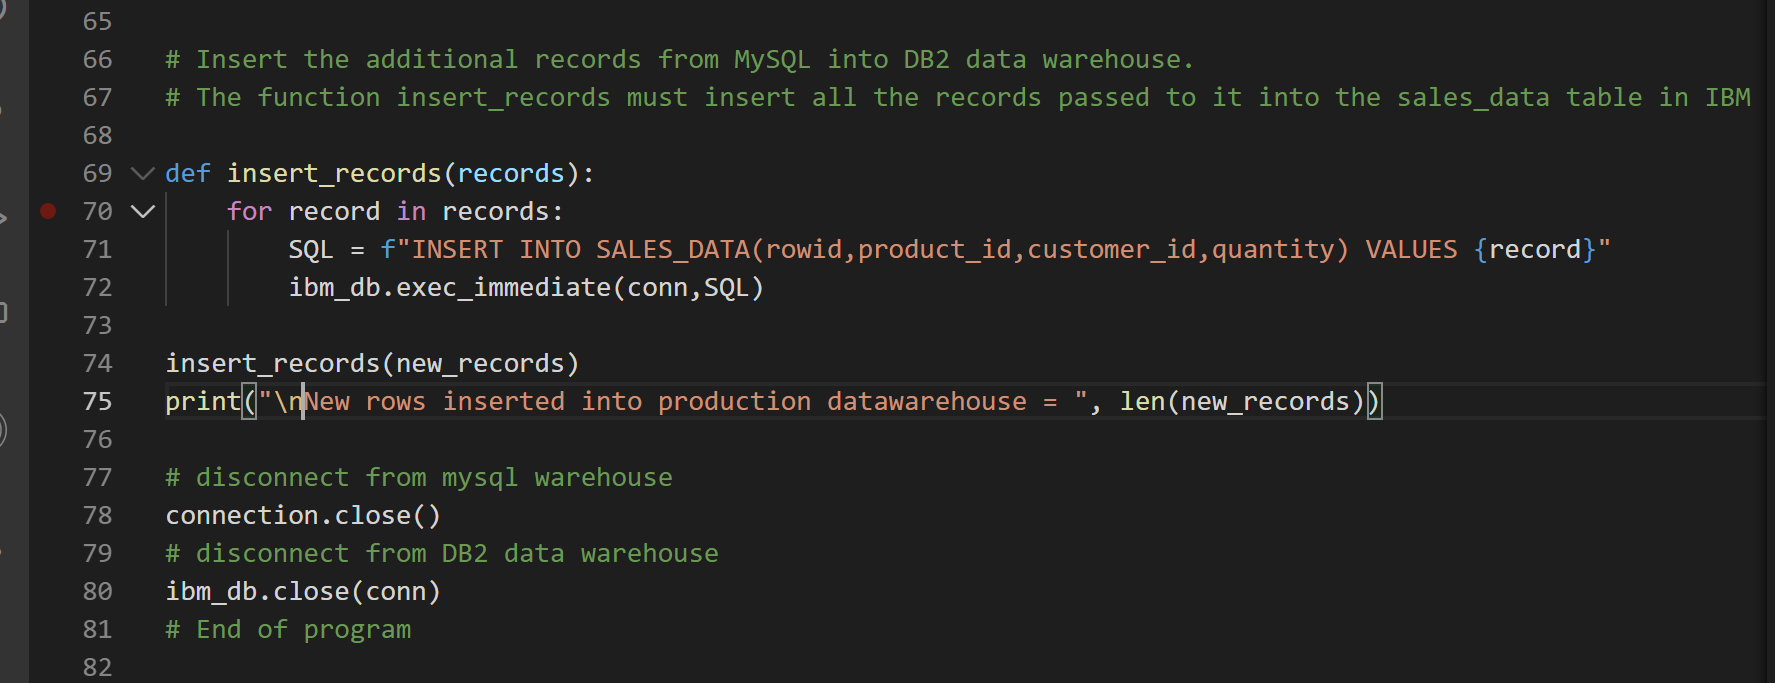 65
66 # Insert the additional records from MySQL into DB2 data warehouse.
67 # The function insert_records must insert all the records passed to it into the sales_data table in IBM
68
69 def insert_records(records):
70     for record in records:
71         SQL = f"INSERT INTO SALES_DATA(rowid,product_id,customer_id,quantity) VALUES {record}"
72         ibm_db.exec_immediate(conn,SQL)
73
74 insert_records(new_records)
75 print("\nNew rows inserted into production datawarehouse = ", len(new_records))
76
77 # disconnect from mysql warehouse
78 connection.close()
79 # disconnect from DB2 data warehouse
80 ibm_db.close(conn)
81 # End of program
82